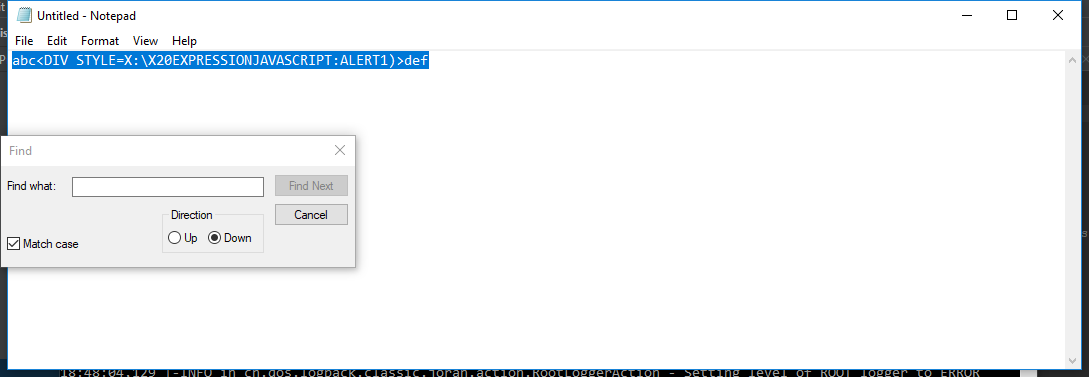 Untitled - Notepad
File Edit Format View Help
abc<DIV STYLE=X:\X20EXPRESSIONJAVASCRIPT:ALERT1)>def
Find
Find what:
Find Next
Cancel
Direction
Up Down
Match case
18:48:04.129 |-INFO in ch.qos.logback.classic.joran.action.RootLoggerAction - Setting level of ROOT logger to ERROR